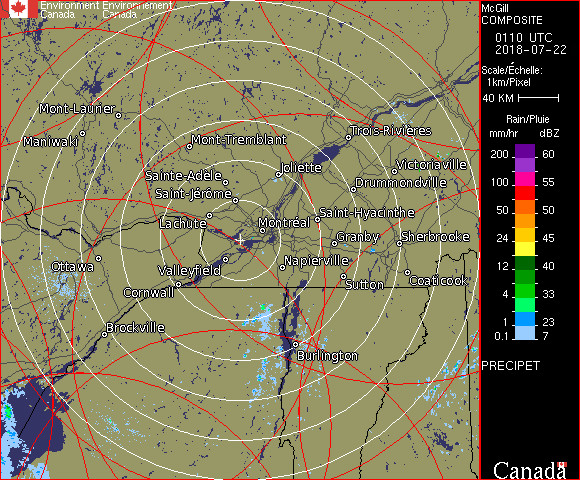 Environment Environnement
Canada Canada
McGill
COMPOSITE
0110 UTC
2018-07-22
Scale/Échelle:
1km/Pixel
40 KM
Rain/Pluie
mm/hr dBZ
200 60
100 55
50 50
24 45
12 40
4 33
1 23
0.1 7
PRECIPET
Canada
Mont-Laurier
Maniwaki
Mont-Tremblant
Trois-Rivières
Joliette
Victoriaville
Sainte-Adèle
Drummondville
Saint-Jérôme
Lachute
Montréal
Saint-Hyacinthe
Granby
Sherbrooke
Ottawa
Valleyfield
Napierville
Cornwall
Sutton
Coaticook
Brockville
Burlington